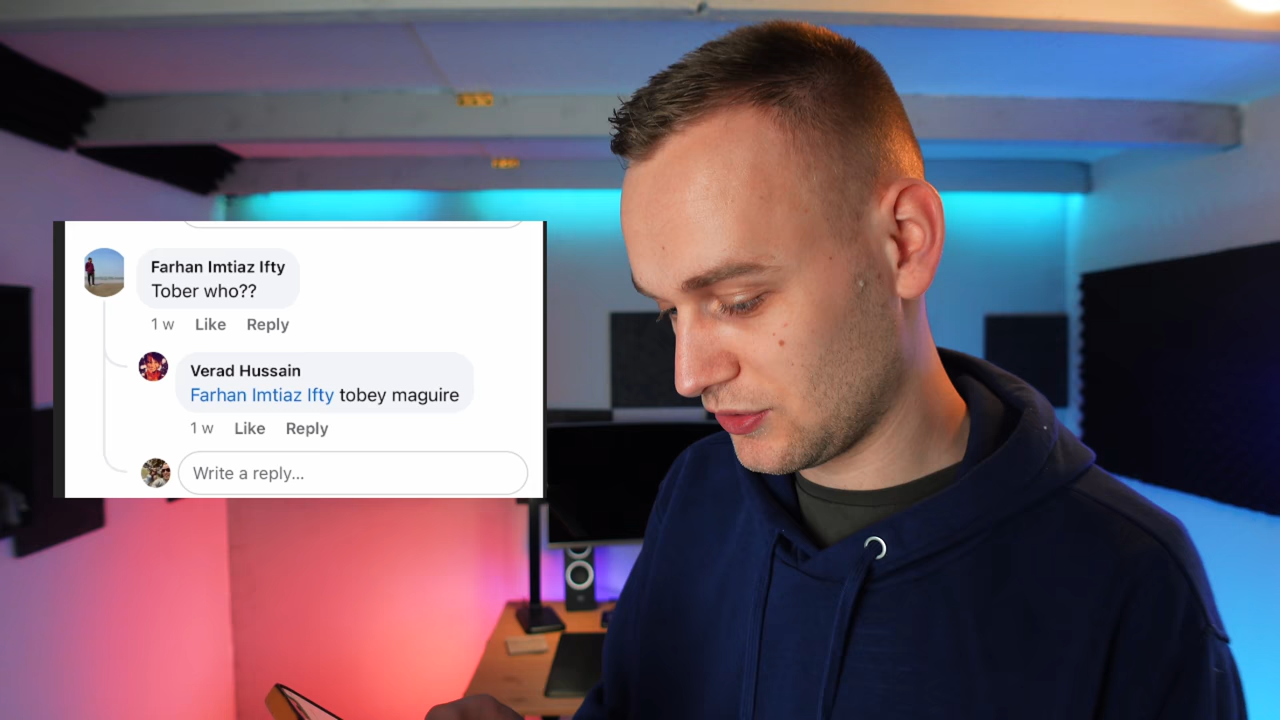 Farhan Imtiaz Ifty
Tober who??
1 w Like Reply
Verad Hussain
Farhan Imtiaz Ifty tobey maguire
1 w Like Reply
Write a reply...